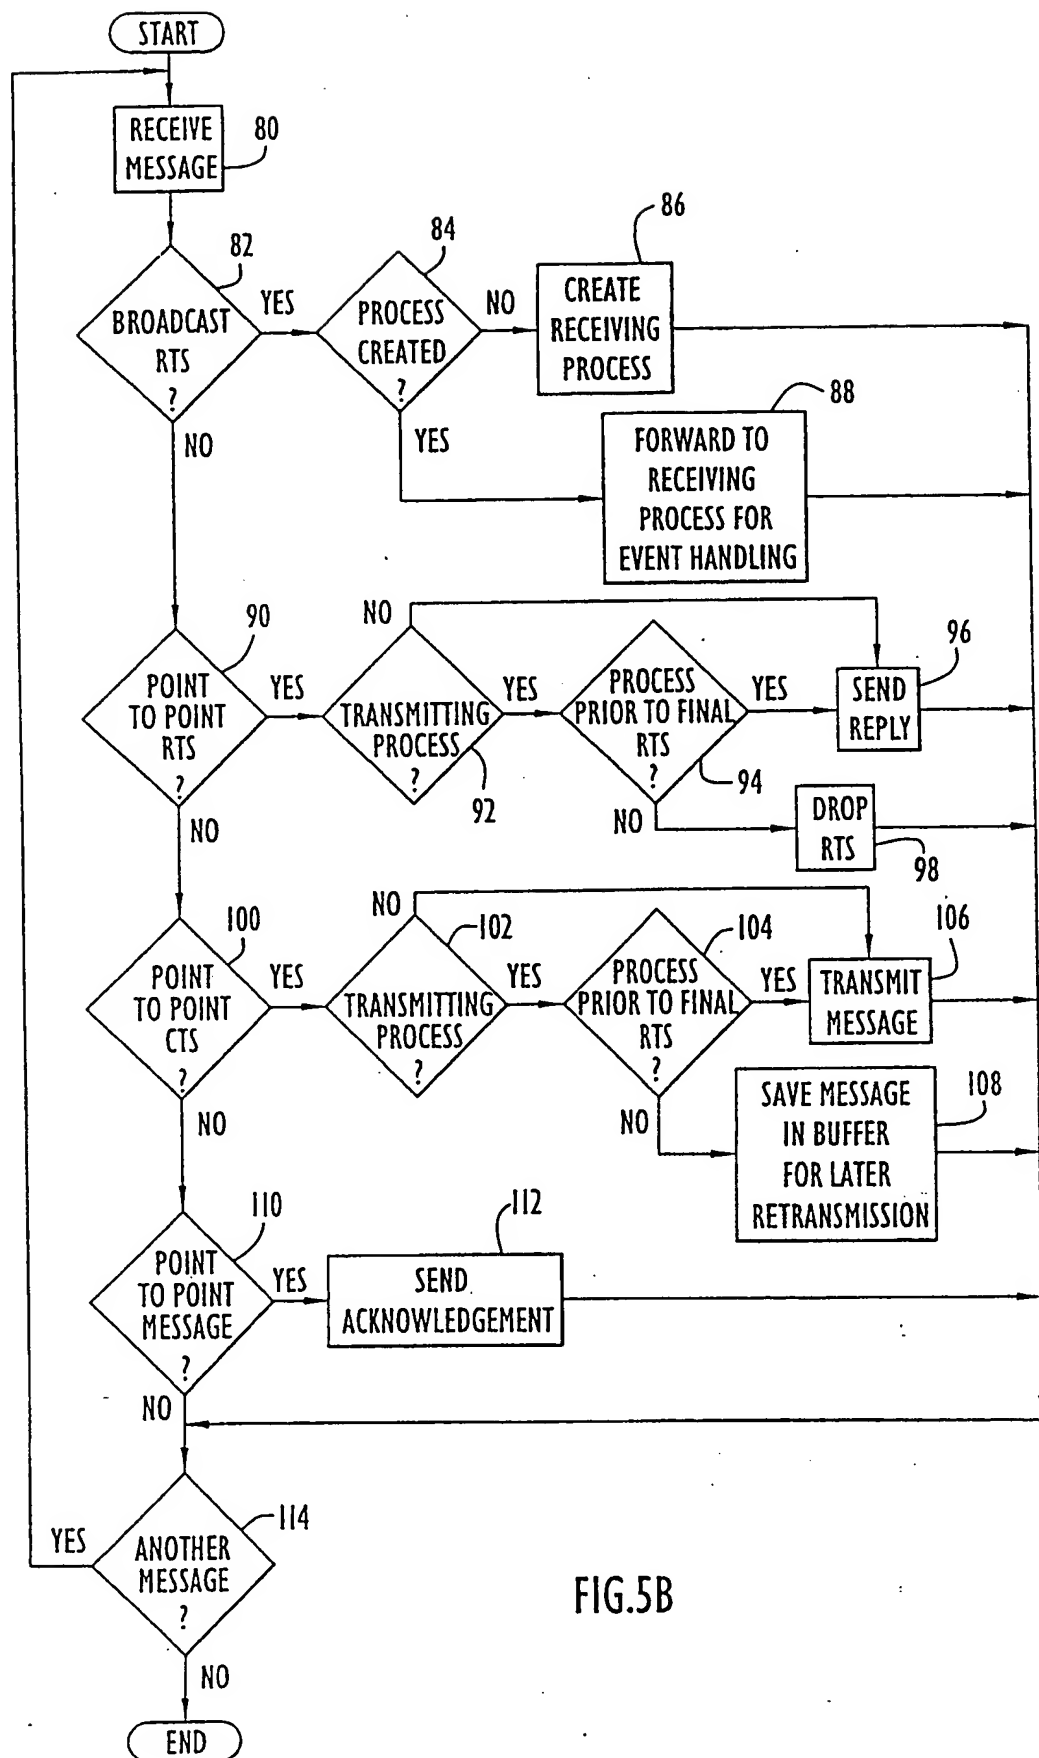 START
RECEIVE
MESSAGE
80
82
BROADCAST
RTS
?
YES
NO
84
PROCESS
CREATED
?
NO
YES
86
CREATE
RECEIVING
PROCESS
88
FORWARD TO
RECEIVING
PROCESS FOR
EVENT HANDLING
90
POINT
TO POINT
RTS
?
YES
NO
NO
TRANSMITTING
PROCESS
?
92
YES
PROCESS
PRIOR TO FINAL
RTS
?
94
YES
NO
96
SEND
REPLY
DROP
RTS
98
100
POINT
TO POINT
CTS
?
YES
NO
NO
102
TRANSMITTING
PROCESS
?
YES
104
PROCESS
PRIOR TO FINAL
RTS
?
YES
NO
106
TRANSMIT
MESSAGE
108
SAVE MESSAGE
IN BUFFER
FOR LATER
RETRANSMISSION
110
POINT
TO POINT
MESSAGE
?
YES
NO
112
SEND
ACKNOWLEDGEMENT
114
ANOTHER
MESSAGE
?
YES
NO
END
FIG.5B